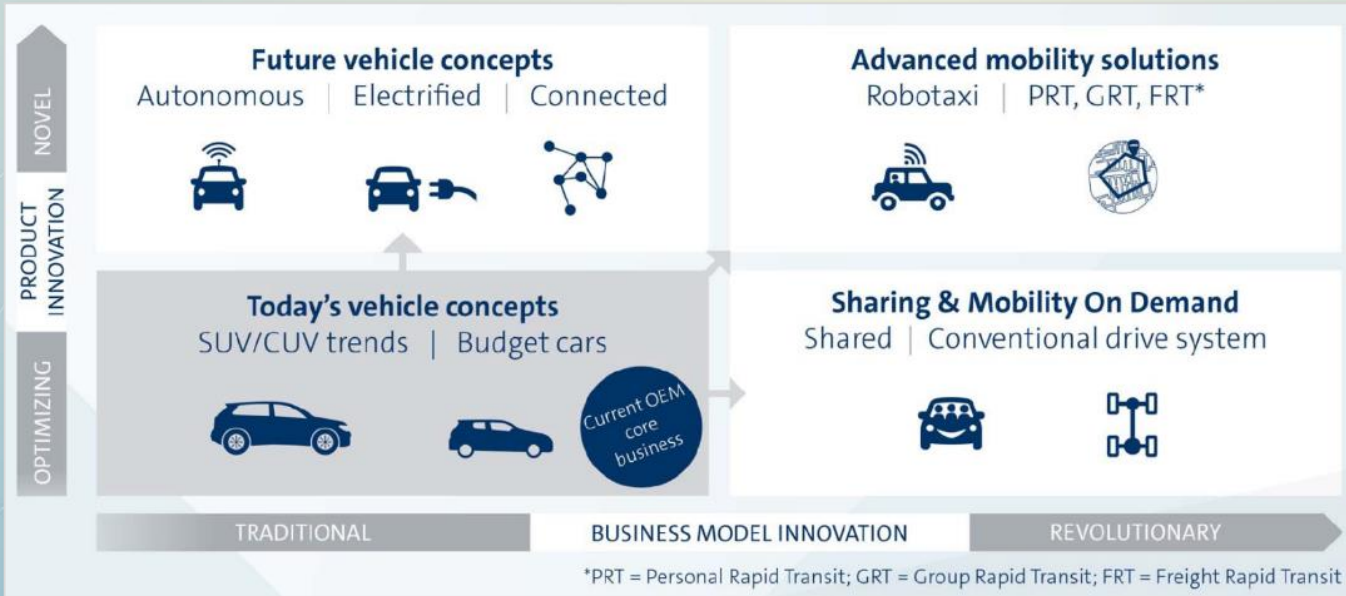 Future vehicle concepts
Autonomous | Electrified | Connected
Advanced mobility solutions
Robotaxi | PRT, GRT, FRT*
NOVEL
PRODUCT
INNOVATION
OPTIMIZING
Today's vehicle concepts
SUV/CUV trends | Budget cars
Current OEM
core
business
Sharing & Mobility On Demand
Shared | Conventional drive system
TRADITIONAL
BUSINESS MODEL INNOVATION
REVOLUTIONARY
*PRT = Personal Rapid Transit; GRT = Group Rapid Transit; FRT = Freight Rapid Transit